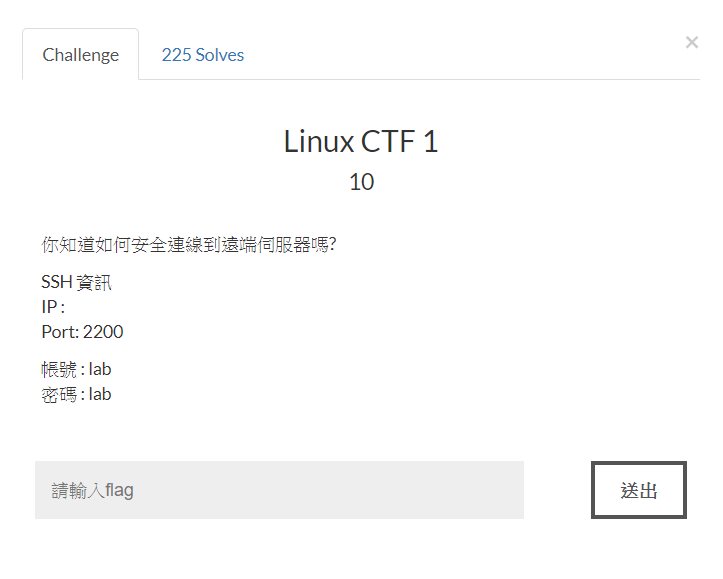 Challenge
225 Solves
×
Linux CTF 1
10
你知道如何安全連線到遠端伺服器嗎?
SSH 資訊
IP :
Port: 2200
帳號 : lab
密碼 : lab
請輸入flag
送出